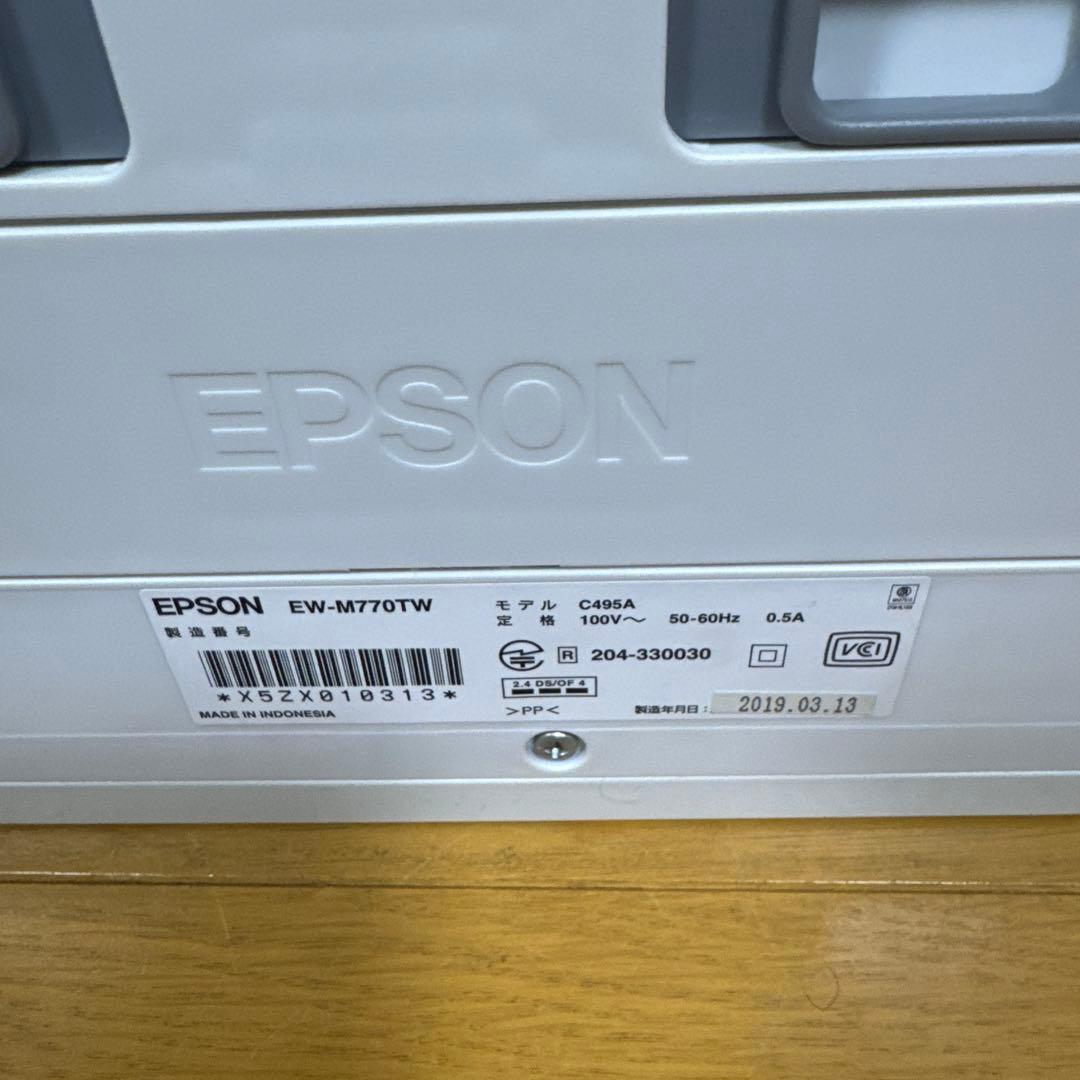 EPSON
EPSON EW-M770TW
製造番号
*X5ZX010313*
MADE IN INDONESIA
モデル C495A
定格 100V～ 50-60Hz 0.5A
R 204-330030
2.4 DS/OF 4
>PP<
製造年月日： 2019.03.13
VCCI